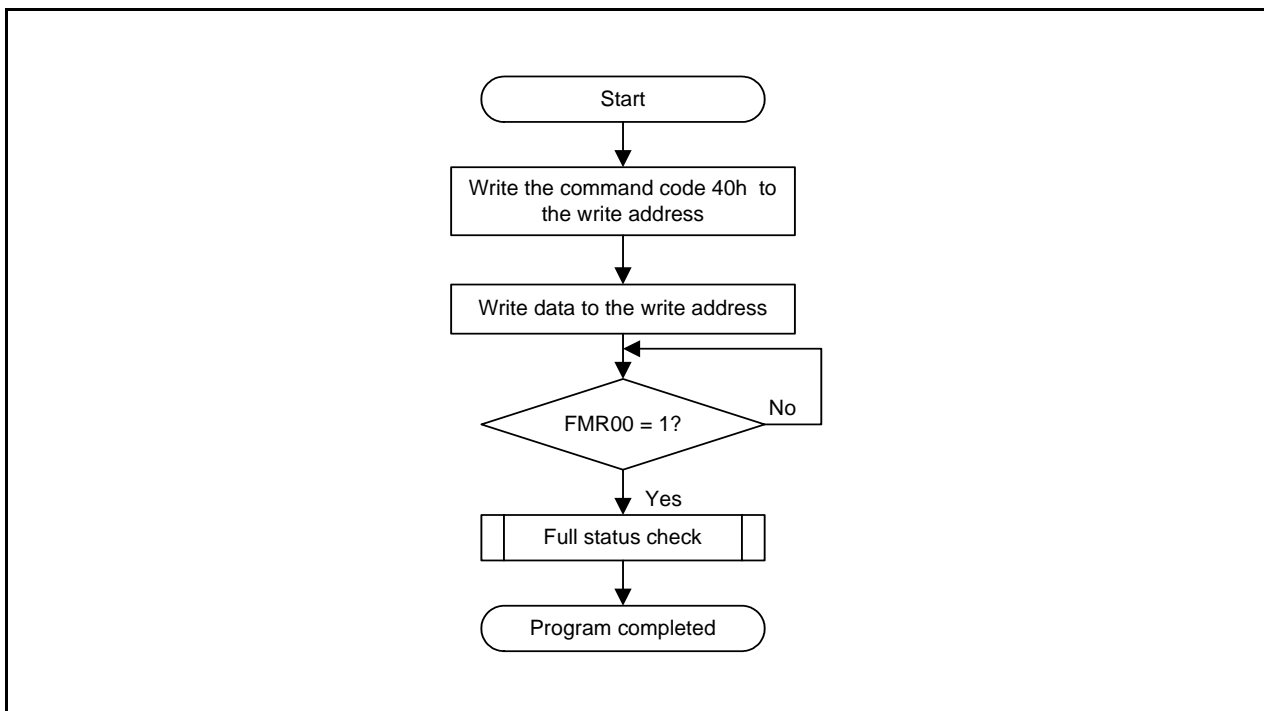 Start
Write the command code 40h to
the write address
Write data to the write address
FMR00 = 1?
No
Yes
Full status check
Program completed